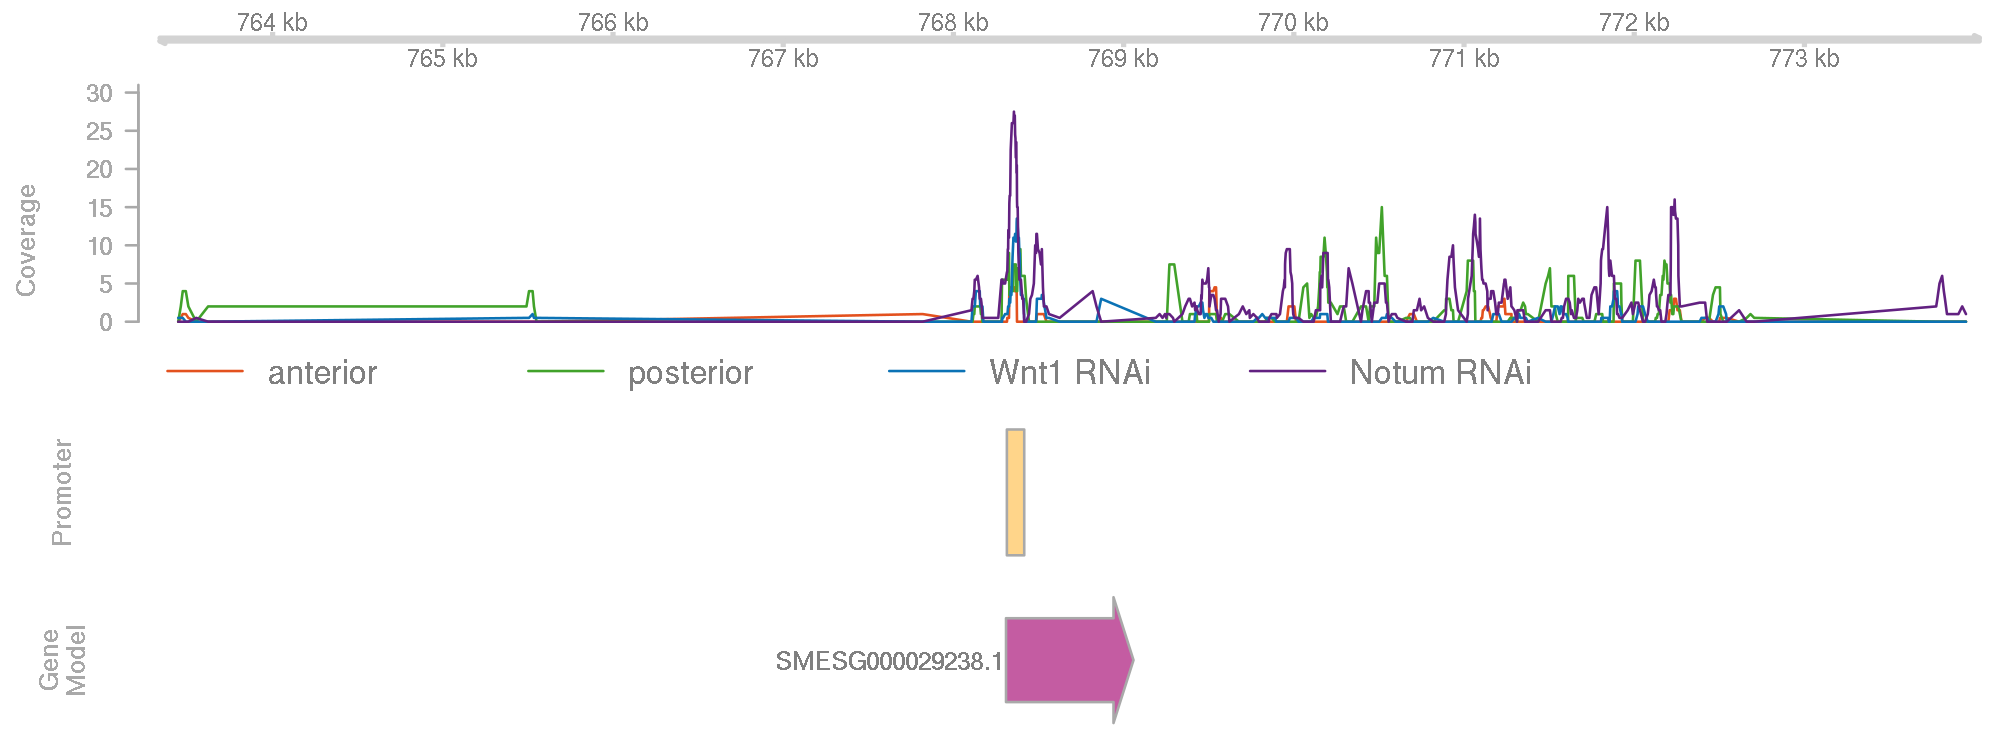 764 kb 766 kb 768 kb 770 kb 772 kb
765 kb 767 kb 769 kb 771 kb 773 kb
Coverage
30
25
20
15
10
5
0
anterior posterior Wnt1 RNAi Notum RNAi
Promoter
Gene
Model
SMESG000029238.1